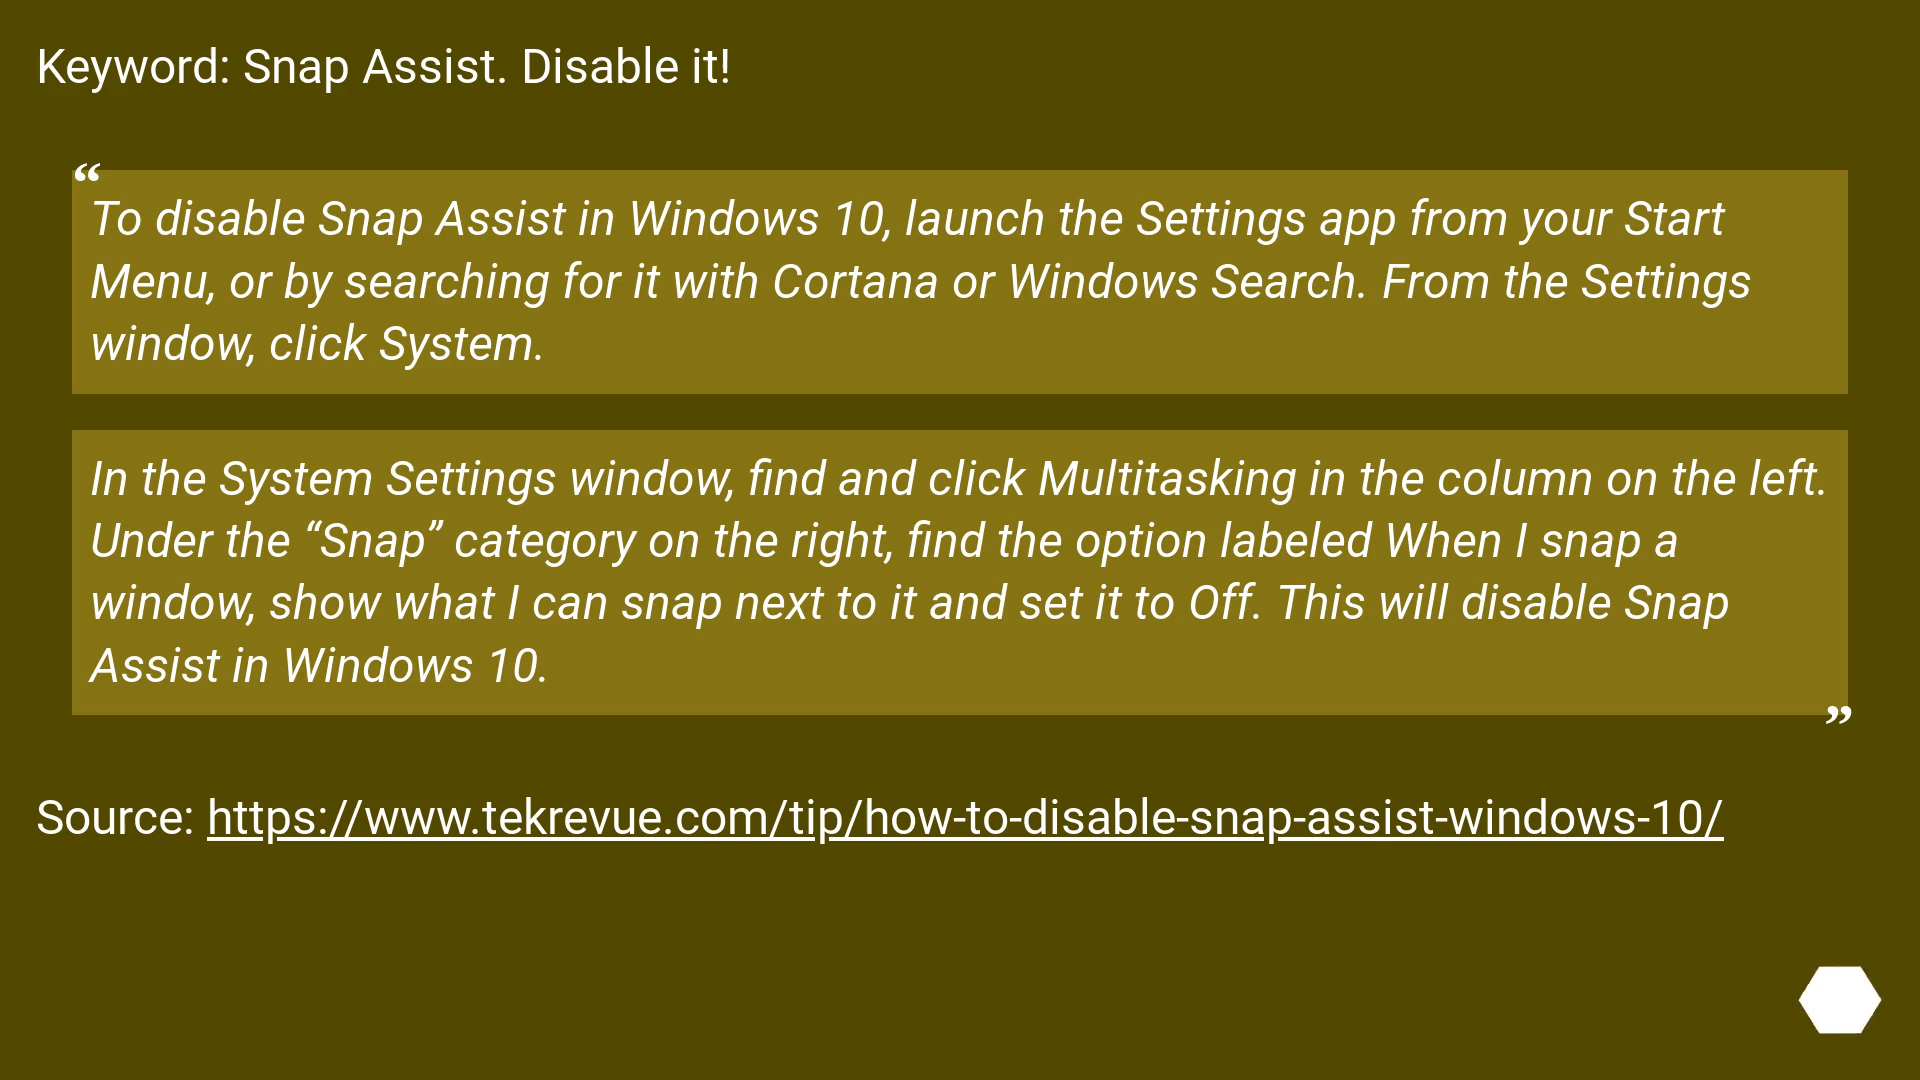 Keyword: Snap Assist. Disable it!
“
To disable Snap Assist in Windows 10, launch the Settings app from your Start
Menu, or by searching for it with Cortana or Windows Search. From the Settings
window, click System.
In the System Settings window, find and click Multitasking in the column on the left.
Under the “Snap” category on the right, find the option labeled When I snap a
window, show what I can snap next to it and set it to Off. This will disable Snap
Assist in Windows 10.
”
Source: https://www.tekrevue.com/tip/how-to-disable-snap-assist-windows-10/